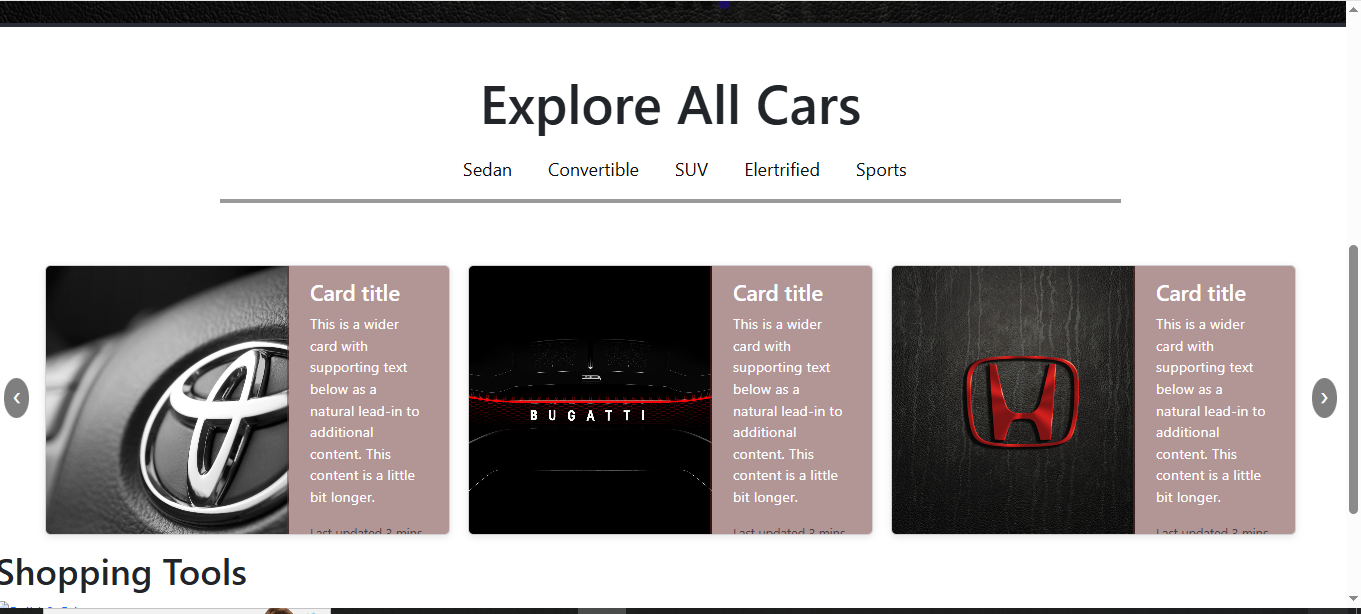 Explore All Cars
Sedan Convertible SUV Elertrified Sports
Card title
This is a wider
card with
supporting text
below as a
natural lead-in to
additional
content. This
content is a little
bit longer.
Last updated 3 mins
BUGATTI
Card title
This is a wider
card with
supporting text
below as a
natural lead-in to
additional
content. This
content is a little
bit longer.
Last updated 3 mins
Card title
This is a wider
card with
supporting text
below as a
natural lead-in to
additional
content. This
content is a little
bit longer.
Last updated 3 mins
Shopping Tools